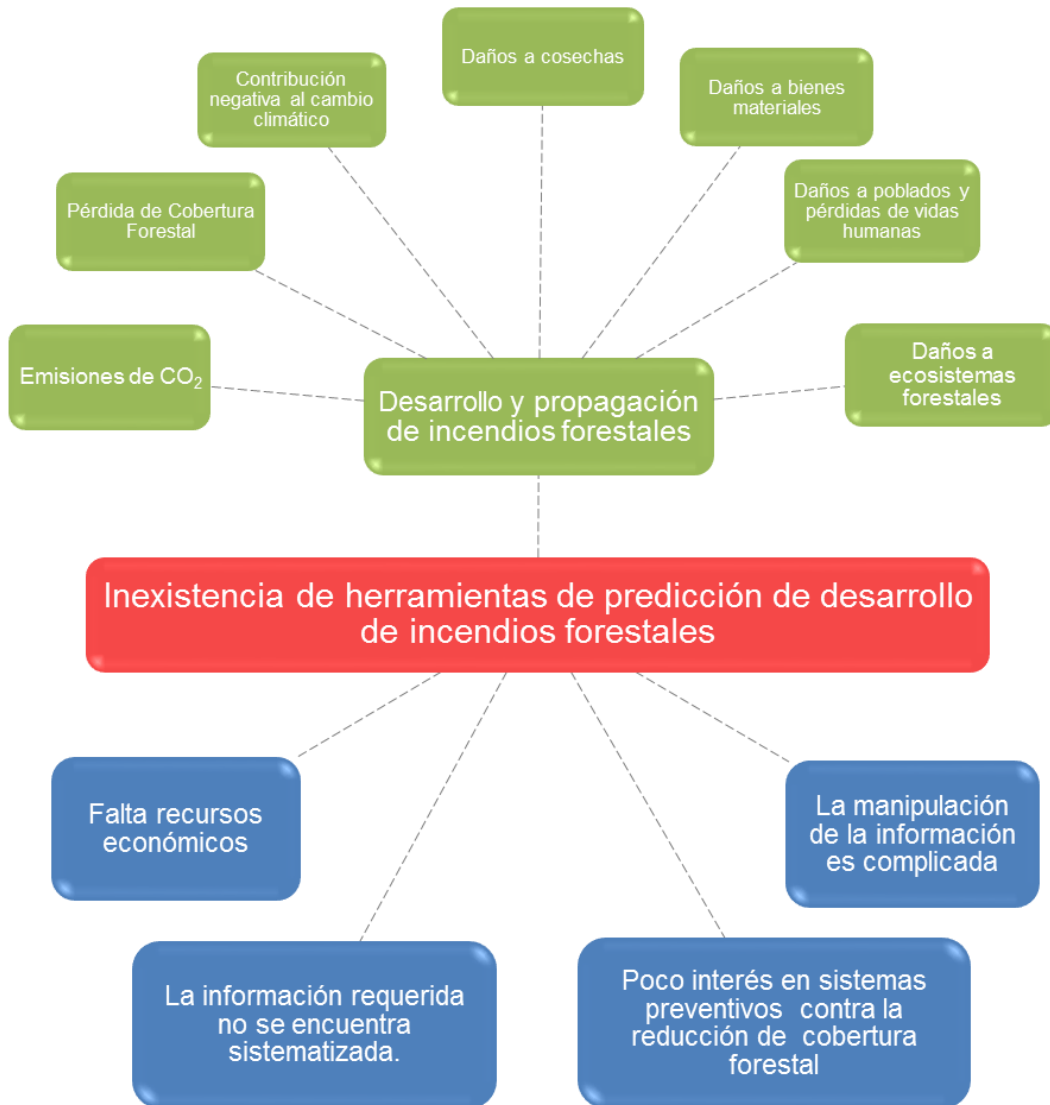 Daños a cosechas
Contribución
negativa al cambio
climático
Daños a bienes
materiales
Pérdida de Cobertura
Forestal
Daños a poblados y
pérdidas de vidas
humanas
Emisiones de CO₂
Desarrollo y propagación
de incendios forestales
Daños a
ecosistemas
forestales
Inexistencia de herramientas de predicción de desarrollo
de incendios forestales
Falta recursos
económicos
La manipulación
de la información
es complicada
La información requerida
no se encuentra
sistematizada.
Poco interés en sistemas
preventivos contra la
reducción de cobertura
forestal